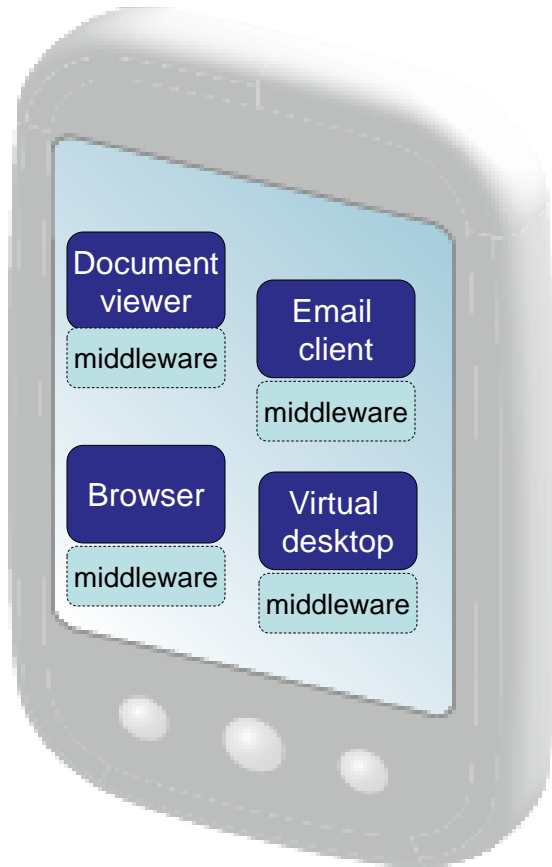 Document
viewer
middleware
Email
client
middleware
Browser
middleware
Virtual
desktop
middleware